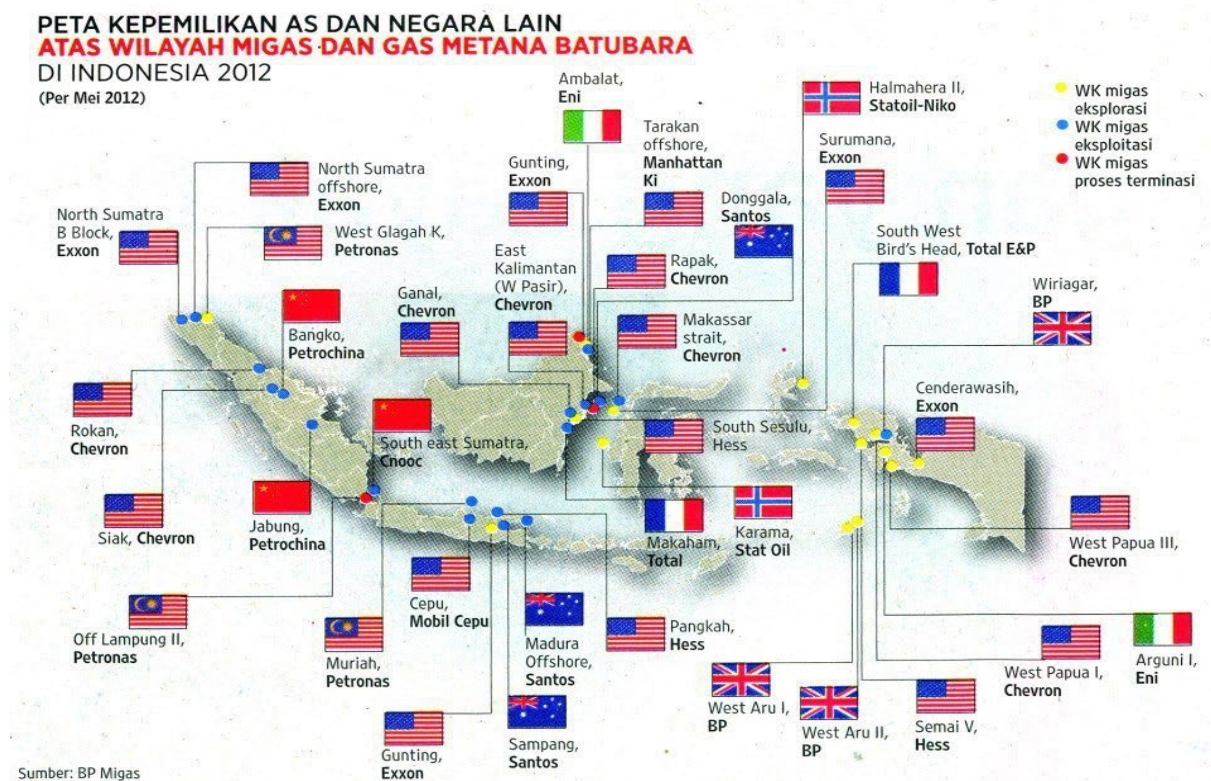 PETA KEPEMILIKAN AS DAN NEGARA LAIN
ATAS WILAYAH MIGAS DAN GAS METANA BATUBARA
DI INDONESIA 2012
(Per Mei 2012)
WK migas
eksplorasi
WK migas
eksploitasi
WK migas
proses terminasi
Ambalat,
Eni
Halmahera II,
Statoil-Niko
Tarakan
offshore,
Manhattan
Ki
Surumana,
Exxon
Gunting,
Exxon
North Sumatra
offshore,
Exxon
Donggala,
Santos
North Sumatra
B Block,
Exxon
West Glagah K,
Petronas
South West
Bird's Head, Total E&P
East
Kalimantan
(W Pasir),
Chevron
Rapak,
Chevron
Wiriagar,
BP
Ganal,
Chevron
Bangko,
Petrochina
Makassar
strait,
Chevron
Cenderawasih,
Exxon
Rokan,
Chevron
South east Sumatra,
Cnooc
South Sesulu,
Hess
Siak, Chevron
Jabung,
Petrochina
Makaham,
Total
Karama,
Stat Oil
West Papua III,
Chevron
Cepu,
Mobil Cepu
Off Lampung II,
Petronas
Muriah,
Petronas
Madura
Offshore,
Santos
Pangkah,
Hess
West Papua I,
Chevron
Arguni I,
Eni
West Aru I,
BP
West Aru II,
BP
Semai V,
Hess
Gunting,
Exxon
Sampang,
Santos
Sumber: BP Migas